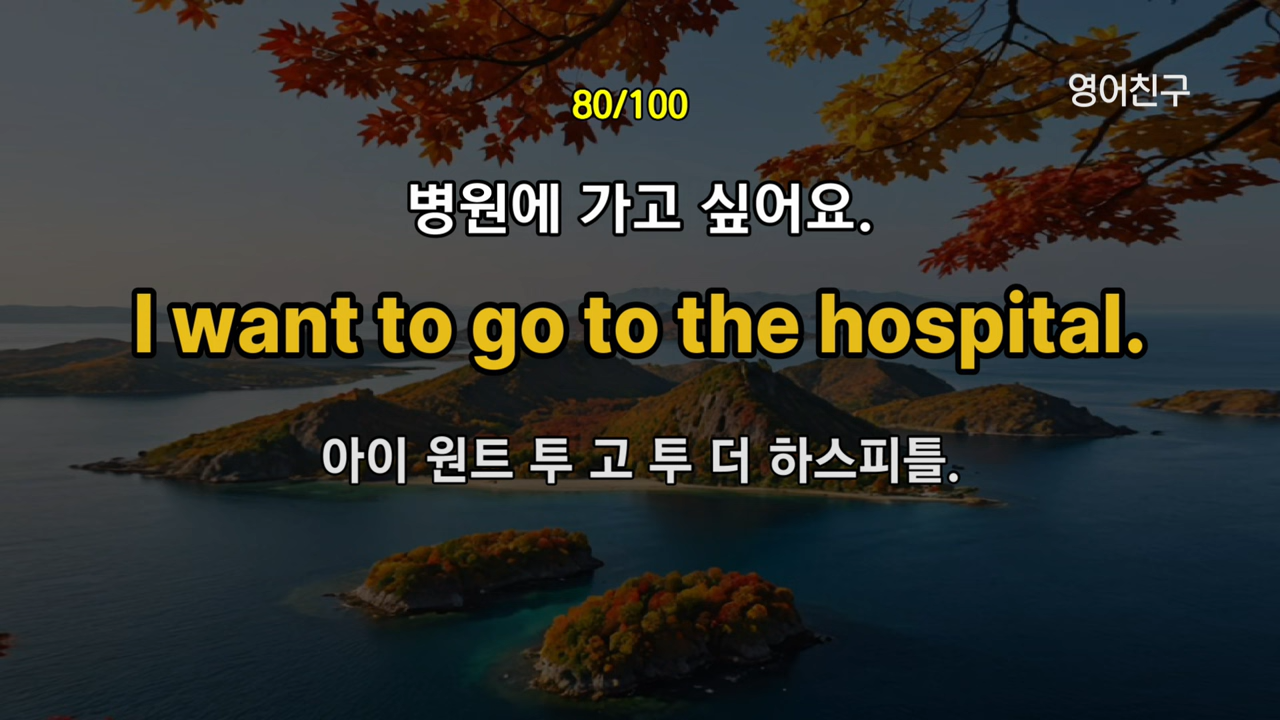 영어친구
80/100
병원에 가고 싶어요.
I want to go to the hospital.
아이 원트 투 고 투 더 하스피틀.